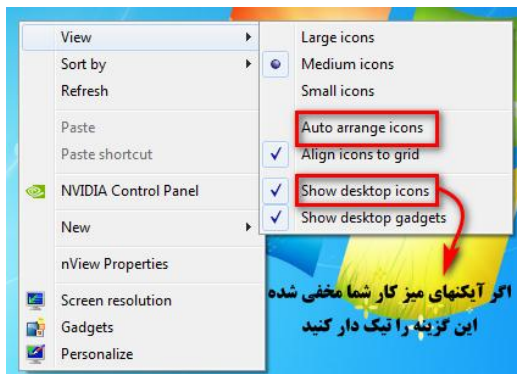 View
Sort by
Refresh
Paste
Paste shortcut
NVIDIA Control Panel
New
nView Properties
Screen resolution
Gadgets
Personalize
Large icons
Medium icons
Small icons
Auto arrange icons
Align icons to grid
Show desktop icons
Show desktop gadgets
اگر آیکنهای میز کار شما مخفی شده
این گزینه را تیک دار کنید